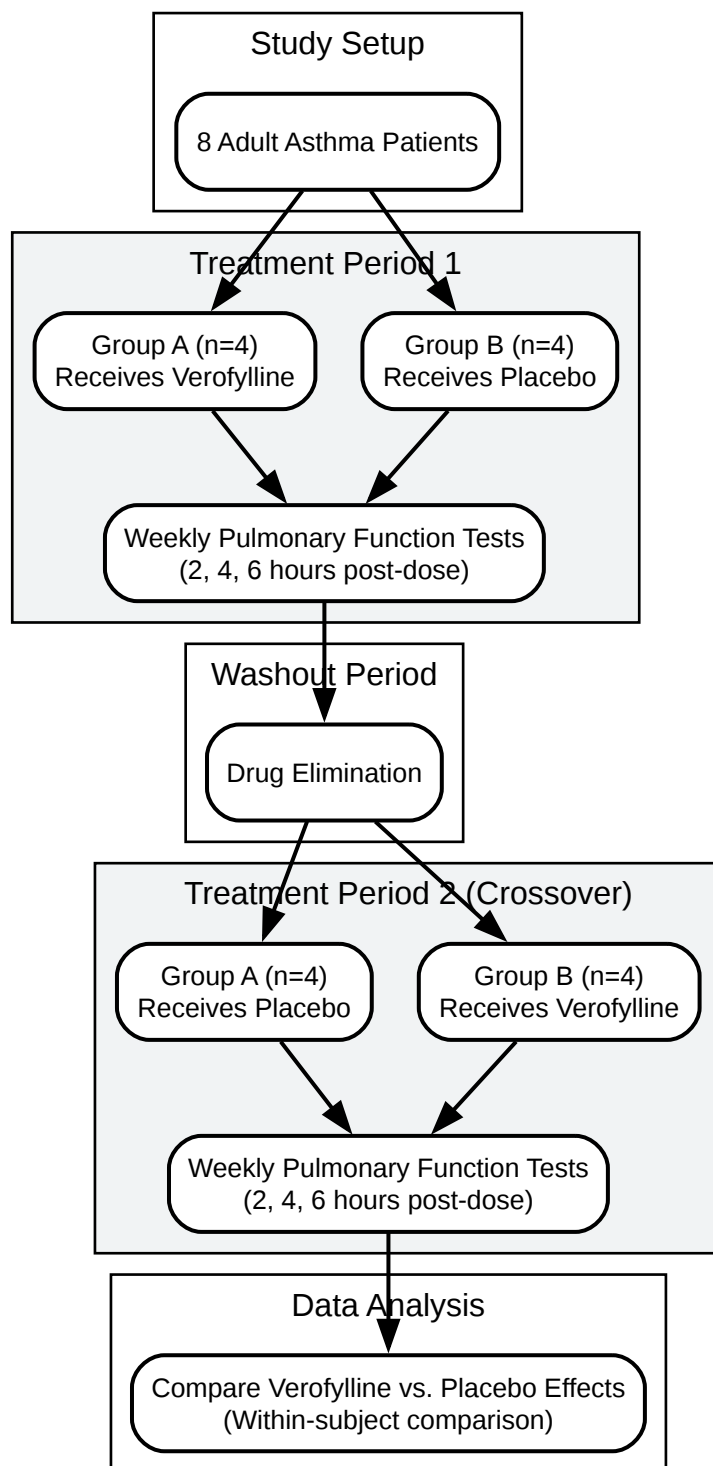 Study Setup
8 Adult Asthma Patients
Treatment Period 1
Group A (n=4)
Receives Verofylline
Group B (n=4)
Receives Placebo
Weekly Pulmonary Function Tests
(2, 4, 6 hours post-dose)
Washout Period
Drug Elimination
Treatment Period 2 (Crossover)
Group A (n=4)
Receives Placebo
Group B (n=4)
Receives Verofylline
Weekly Pulmonary Function Tests
(2, 4, 6 hours post-dose)
Data Analysis
Compare Verofylline vs. Placebo Effects
(Within-subject comparison)